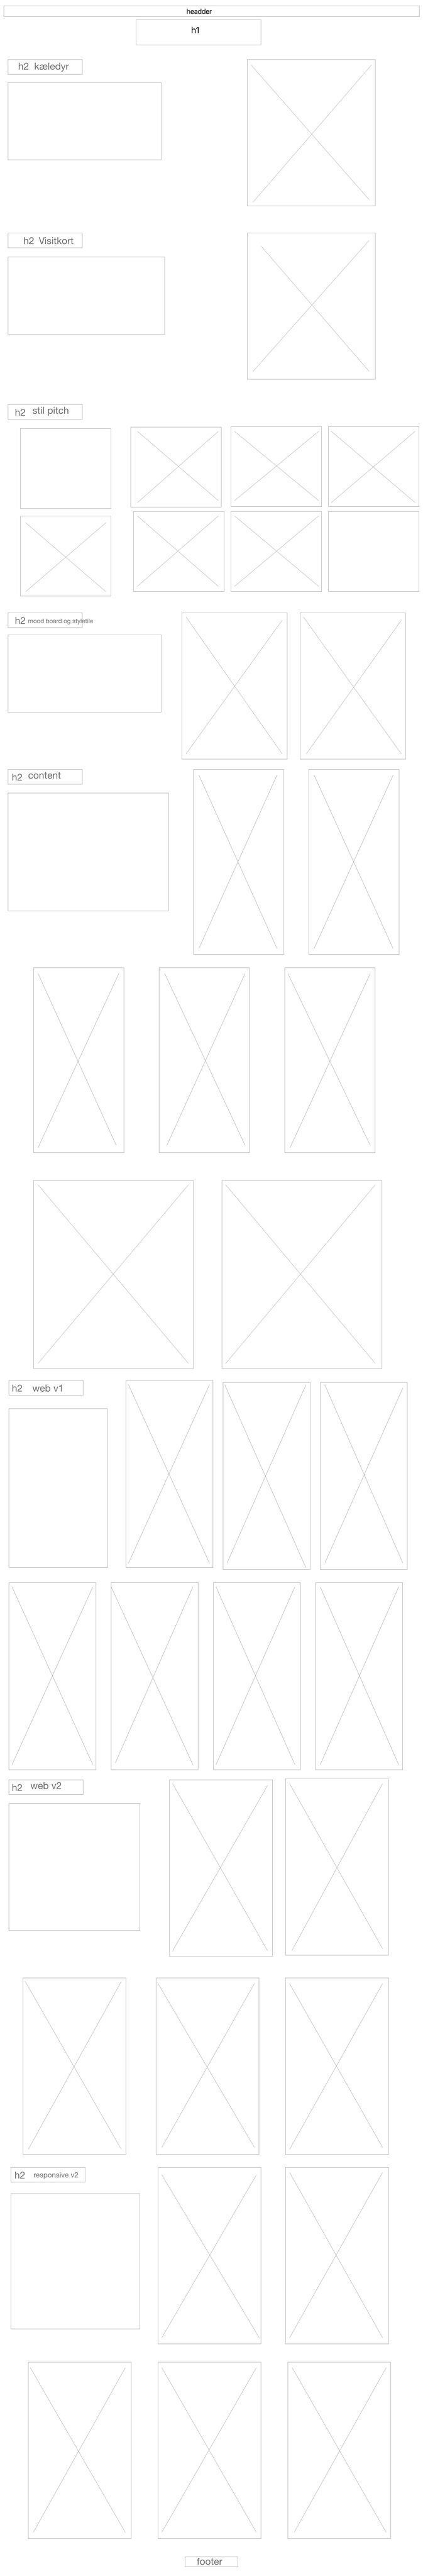 headder
h1
h2 kæledyr
h2 Visitkort
h2 stil pitch
h2 mood board og styletile
h2 content
h2 web v1
h2 web v2
h2 responsive v2
footer